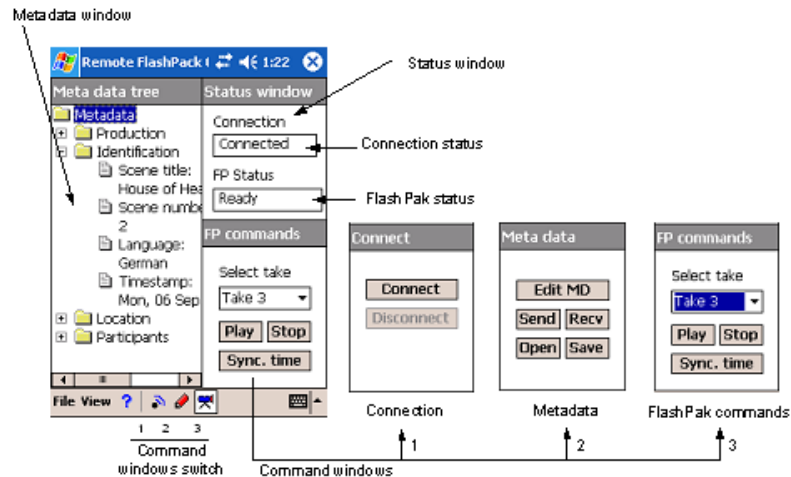 Metadata window
Remote FlashPack ( 1:22
Status window
Meta data tree
Status window
Metadata
Production
Identification
Scene title:
House of Hea
Scene numbe
2
Language:
German
Timestamp:
Mon, 06 Sep
Location
Participants
Connection
Connected
Connection status
FP Status
Ready
Flash Pak status
FP commands
Select take
Take 3
Play Stop
Sync. time
Connect
Connect
Disconnect
Meta data
Edit MD
Send Recv
Open Save
FP commands
Select take
Take 3
Play Stop
Sync. time
File View ?
Connection
Metadata
FlashPak commands
1 2 3
Command
windows switch
Command windows
1
2
3